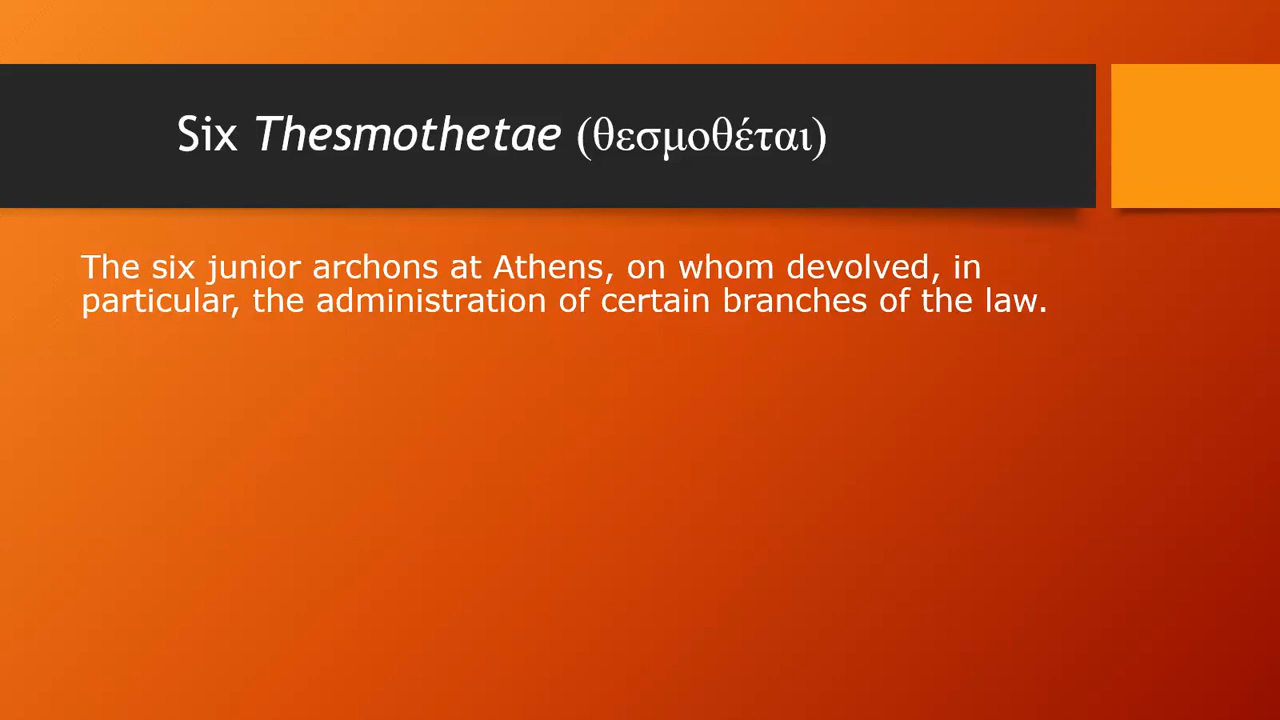 Six Thesmothetae (θεσμοθέται)
The six junior archons at Athens, on whom devolved, in
particular, the administration of certain branches of the law.